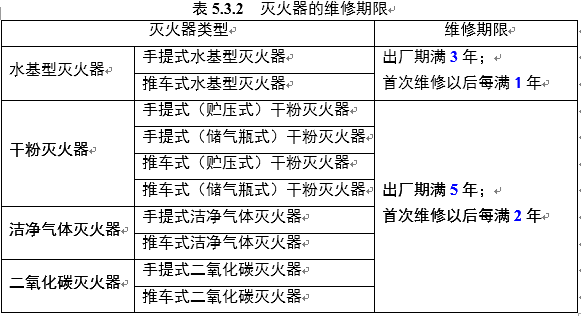 表 5.3.2 灭火器的维修期限
灭火器类型 维修期限
水基型灭火器
手提式水基型灭火器
推车式水基型灭火器
出厂期满 3 年；
首次维修以后每满 1 年
干粉灭火器
手提式（贮压式）干粉灭火器
手提式（储气瓶式）干粉灭火器
推车式（贮压式）干粉灭火器
推车式（储气瓶式）干粉灭火器
洁净气体灭火器
手提式洁净气体灭火器
推车式洁净气体灭火器
二氧化碳灭火器
手提式二氧化碳灭火器
推车式二氧化碳灭火器
出厂期满 5 年；
首次维修以后每满 2 年